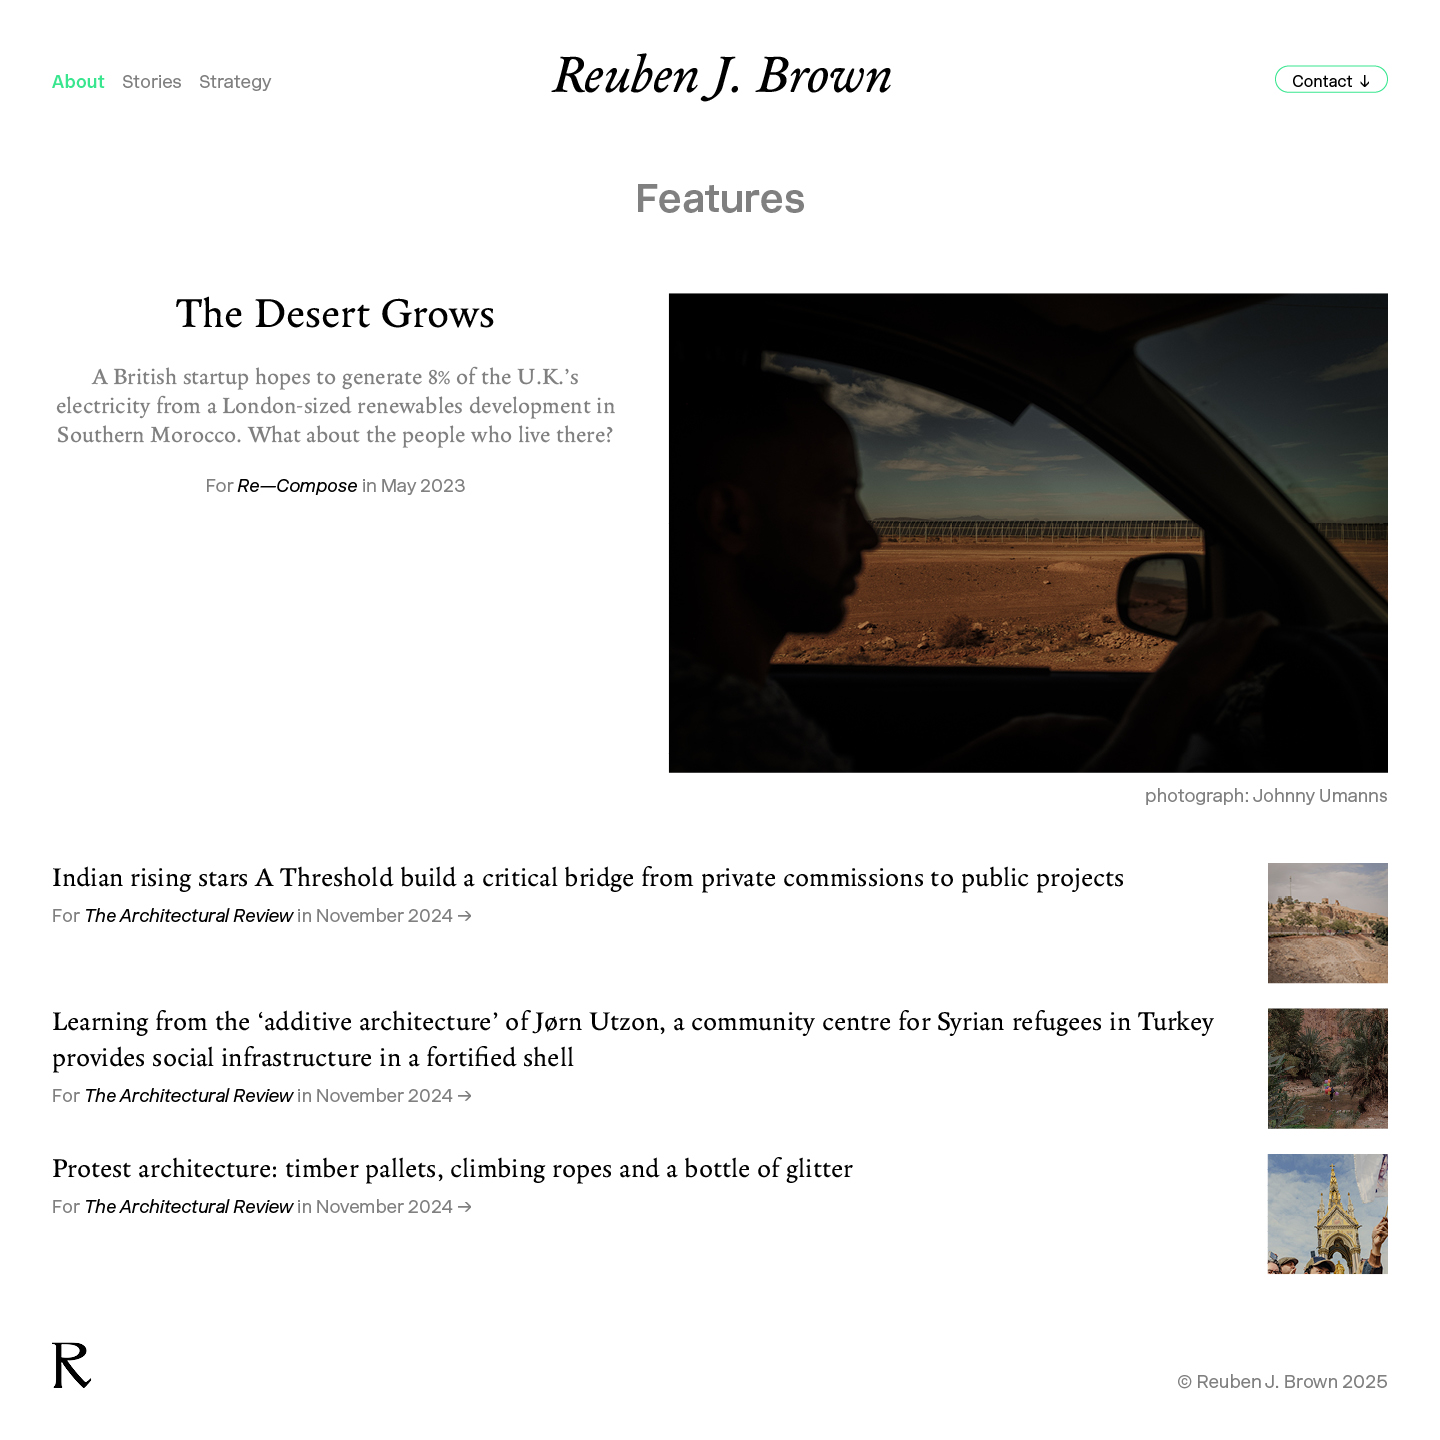 About Stories Strategy
Reuben J. Brown
Contact ↓
Features
The Desert Grows
A British startup hopes to generate 8% of the U.K.’s
electricity from a London-sized renewables development in
Southern Morocco. What about the people who live there?
For Re—Compose in May 2023
photograph: Johnny Umanns
Indian rising stars A Threshold build a critical bridge from private commissions to public projects
For The Architectural Review in November 2024 →
Learning from the ‘additive architecture’ of Jørn Utzon, a community centre for Syrian refugees in Turkey
provides social infrastructure in a fortified shell
For The Architectural Review in November 2024 →
Protest architecture: timber pallets, climbing ropes and a bottle of glitter
For The Architectural Review in November 2024 →
R
© Reuben J. Brown 2025